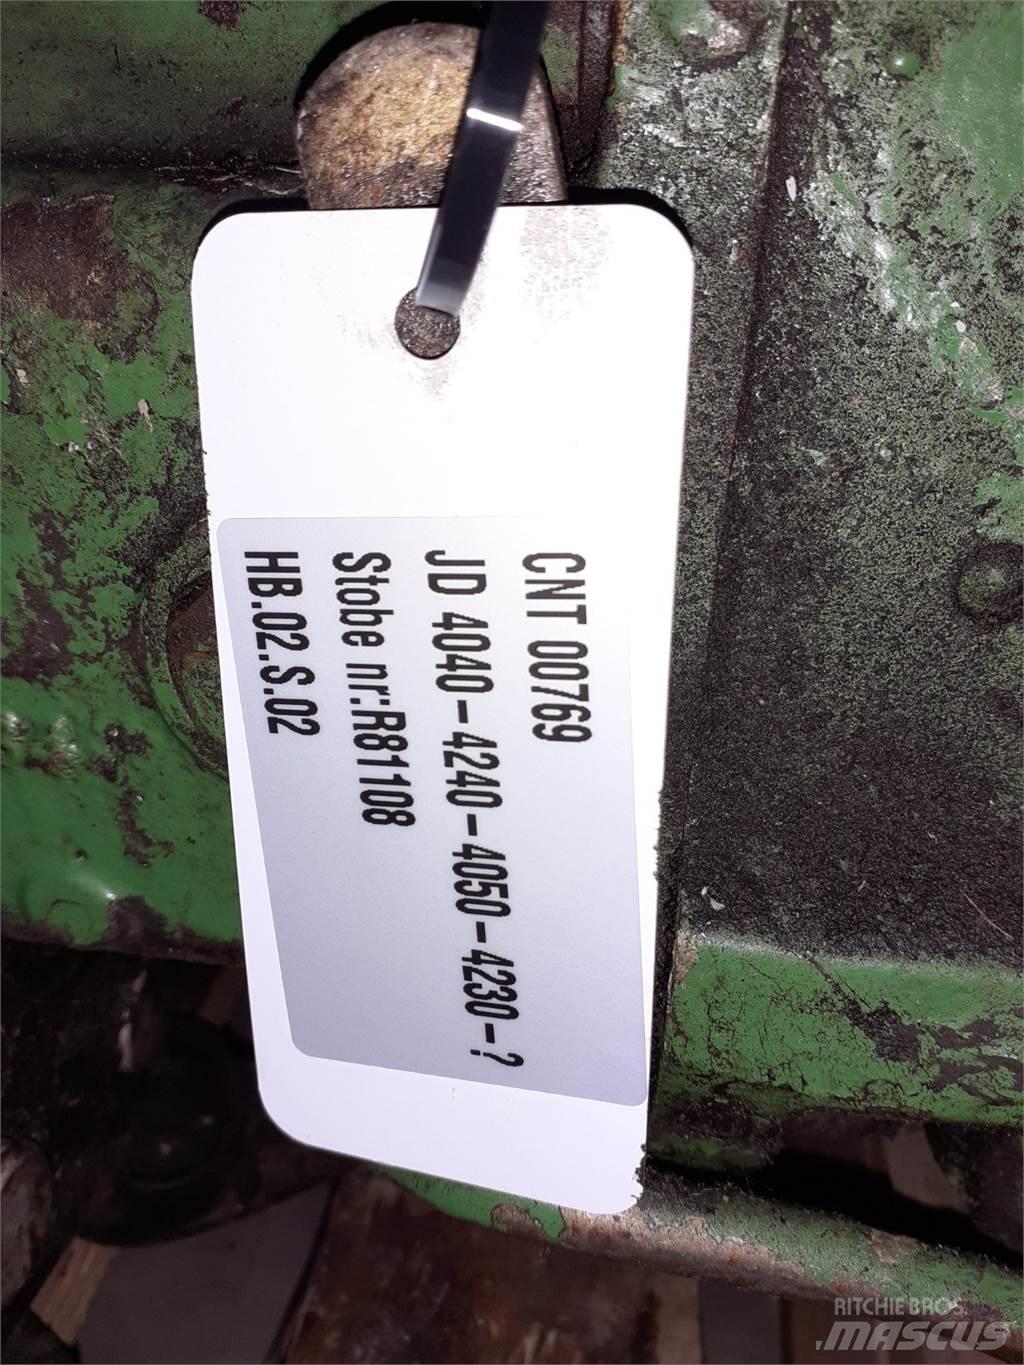 CNT 00769
JD 4040-4240-4050-4230-?
Stobe nr:R81108
HB.02.S.02
RITCHIE BROS.
MASCUS